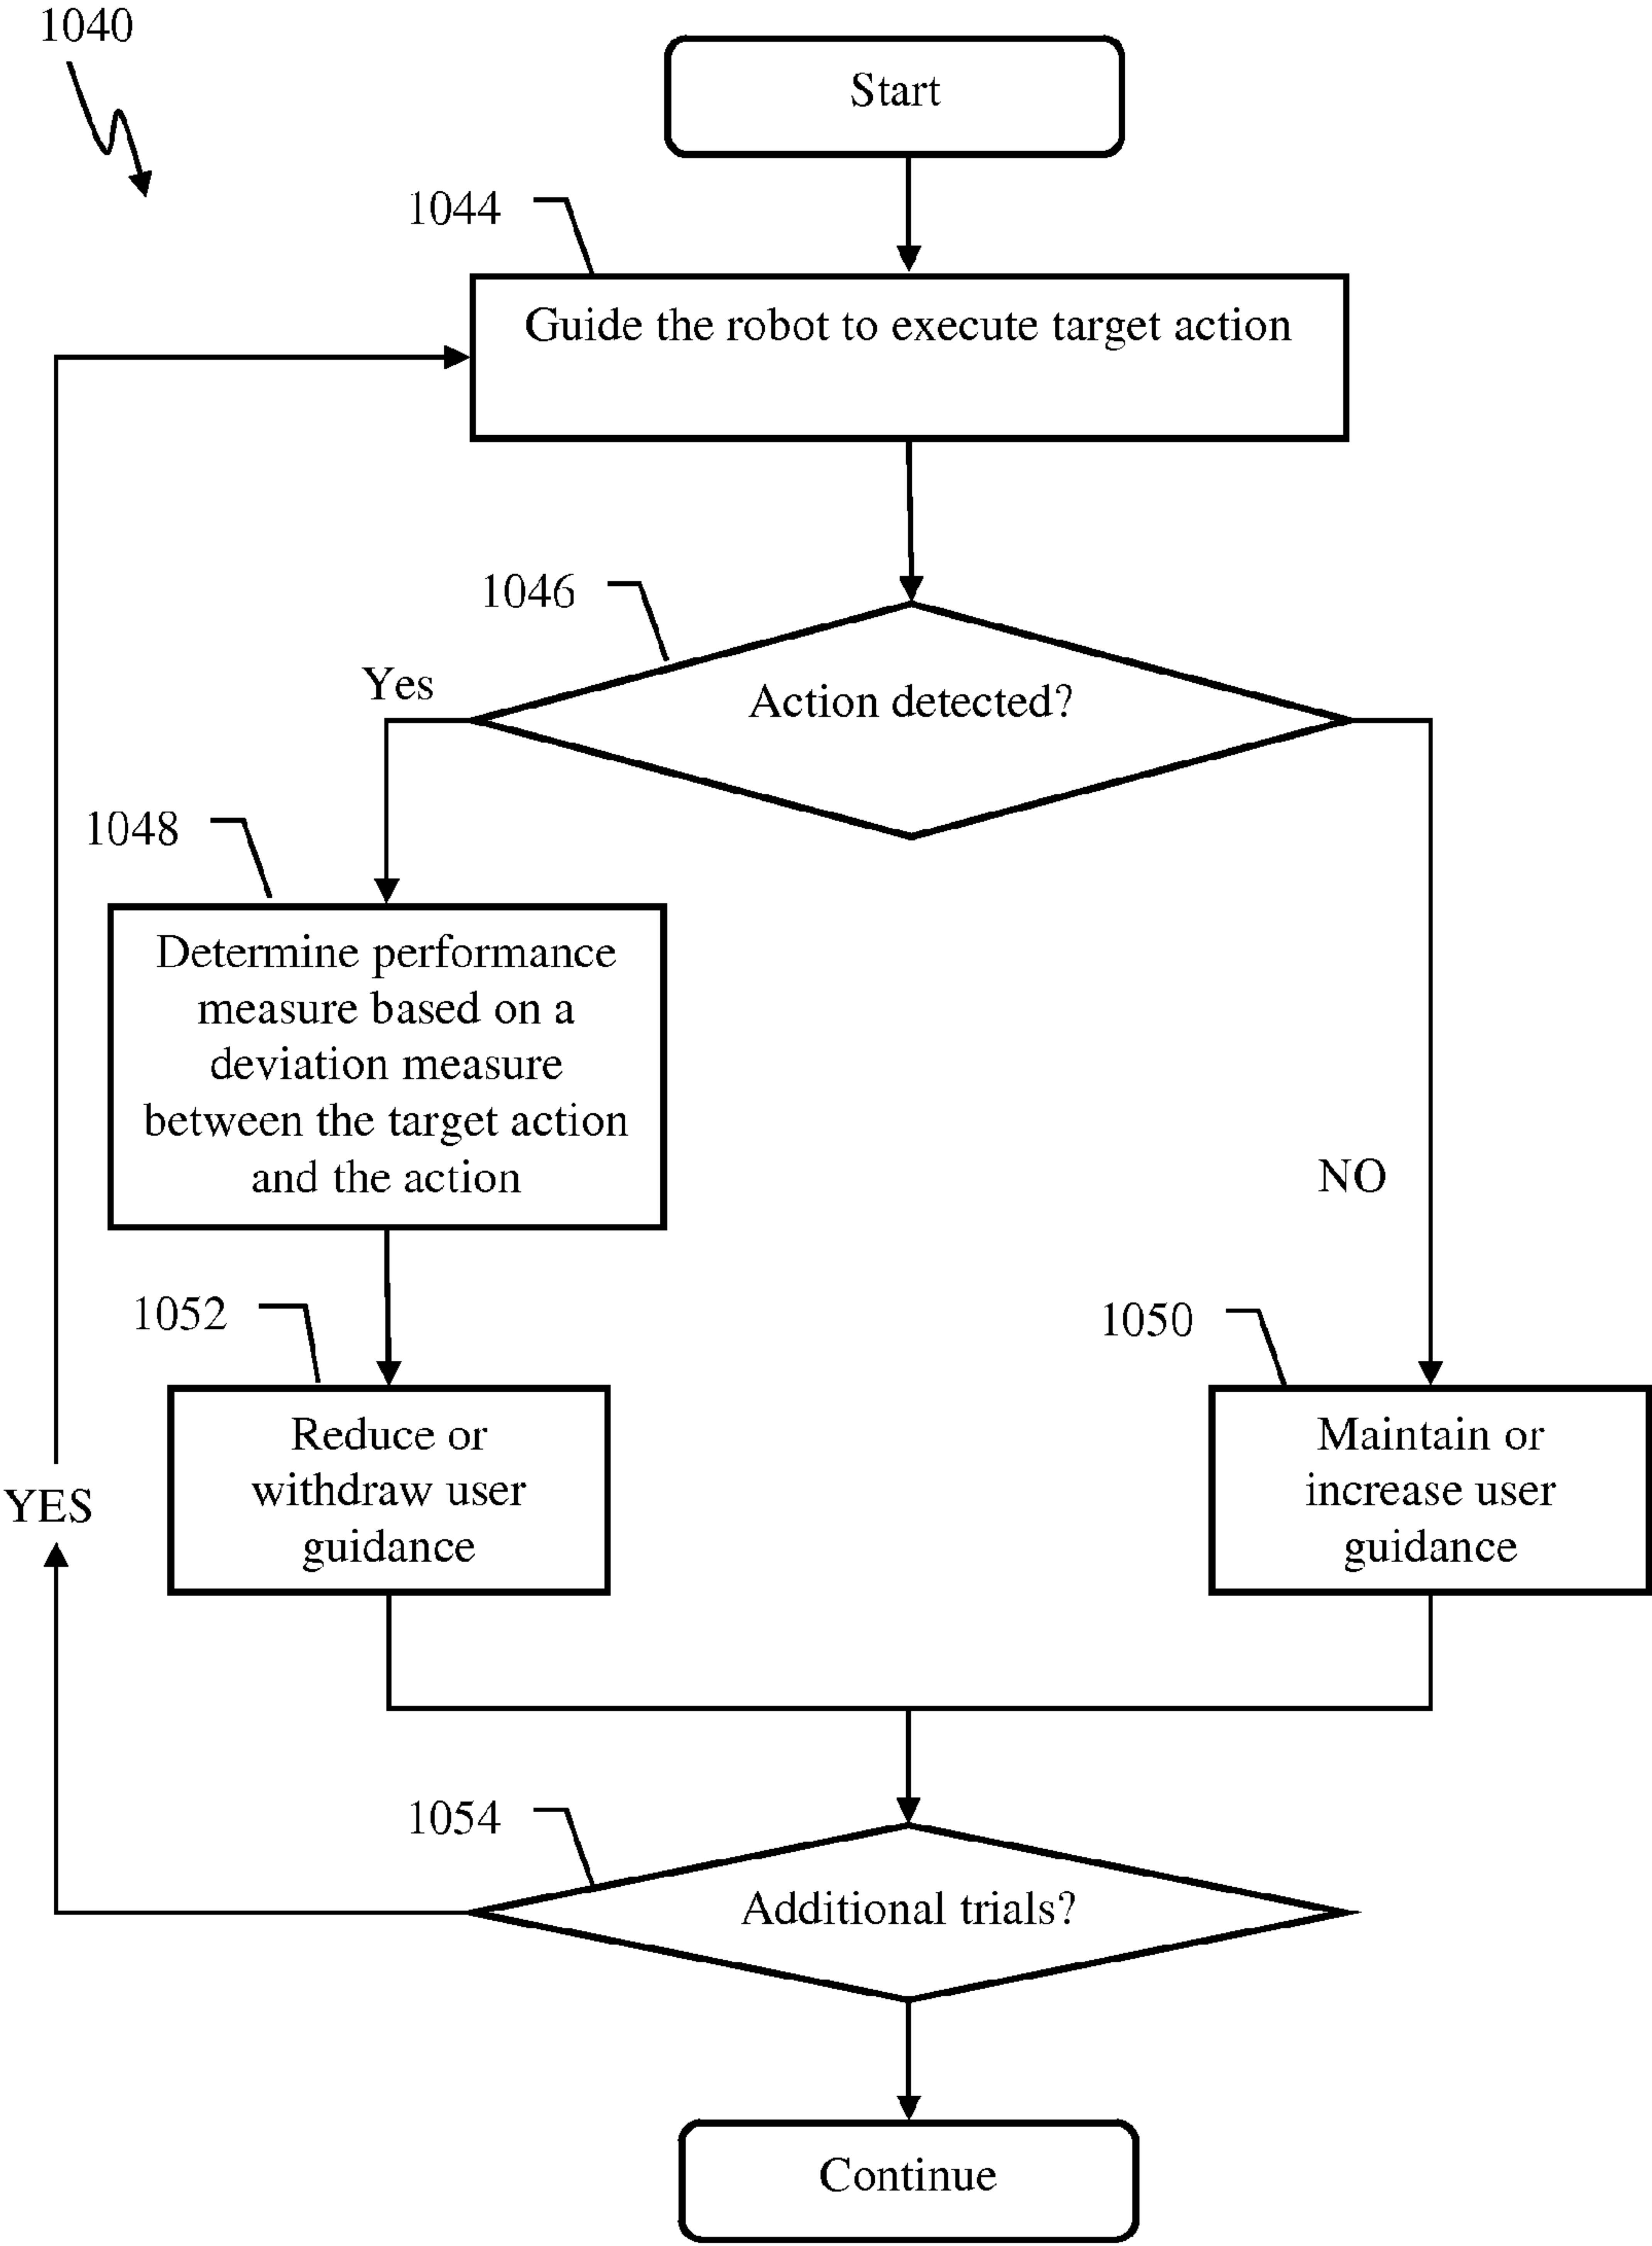 1040
Start
1044
Guide the robot to execute target action
1046
Yes
Action detected?
1048
Determine performance
measure based on a
deviation measure
between the target action
and the action
NO
1052
1050
Reduce or
withdraw user
guidance
Maintain or
increase user
guidance
YES
1054
Additional trials?
Continue